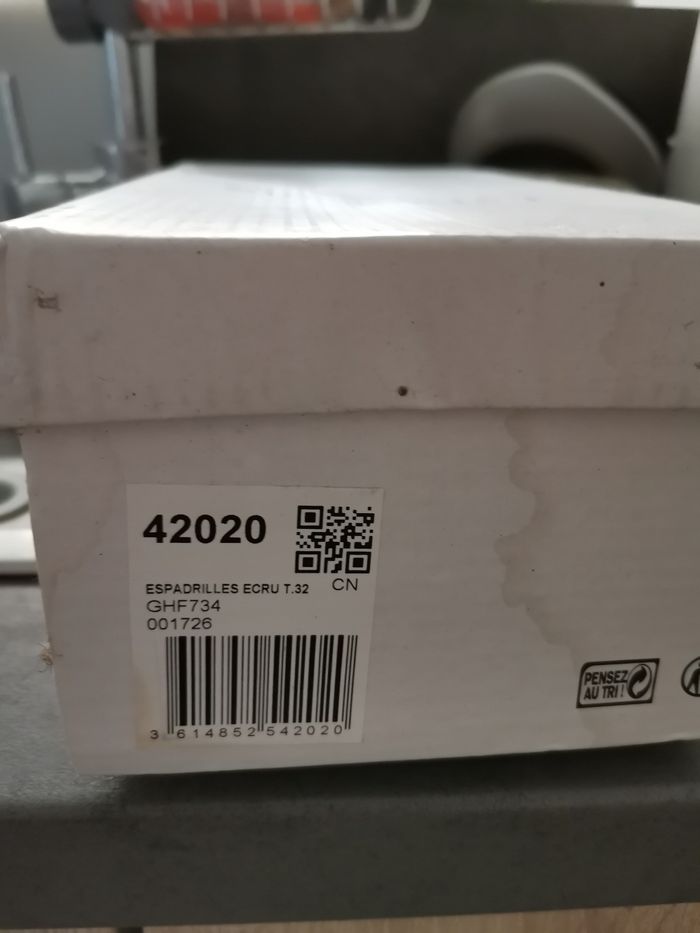 42020
ESPADRILLES ECRU T.32 CN
GHF734
001726
3 614852 542020
PENSEZ
AU TRI !